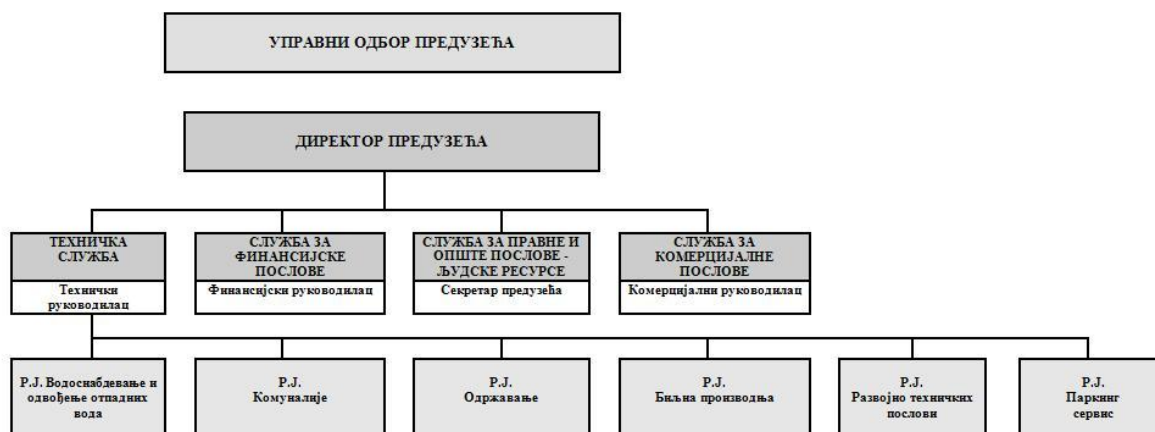 УПРАВНИ ОДБОР ПРЕДУЗЕЋА
ДИРЕКТОР ПРЕДУЗЕЋА
ТЕХНИЧКА
СЛУЖБА
Технички
руководилац
СЛУЖБА ЗА
ФИНАНСИЈСКЕ
ПОСЛОВЕ
Финансијски руководилац
СЛУЖБА ЗА ПРАВНЕ И
ОПШТЕ ПОСЛОВЕ -
ЉУДСКЕ РЕСУРСЕ
Секретар предузећа
СЛУЖБА ЗА
КОМЕРЦИЈАЛНЕ
ПОСЛОВЕ
Комерцијални руководилац
Р.Ј. Водоснабдевање и
одвођење отпадних
вода
Р.Ј.
Комуналије
Р.Ј.
Одржавање
Р.Ј.
Биљна производња
Р.Ј.
Развојно техничких
послови
Р.Ј.
Паркинг
сервис